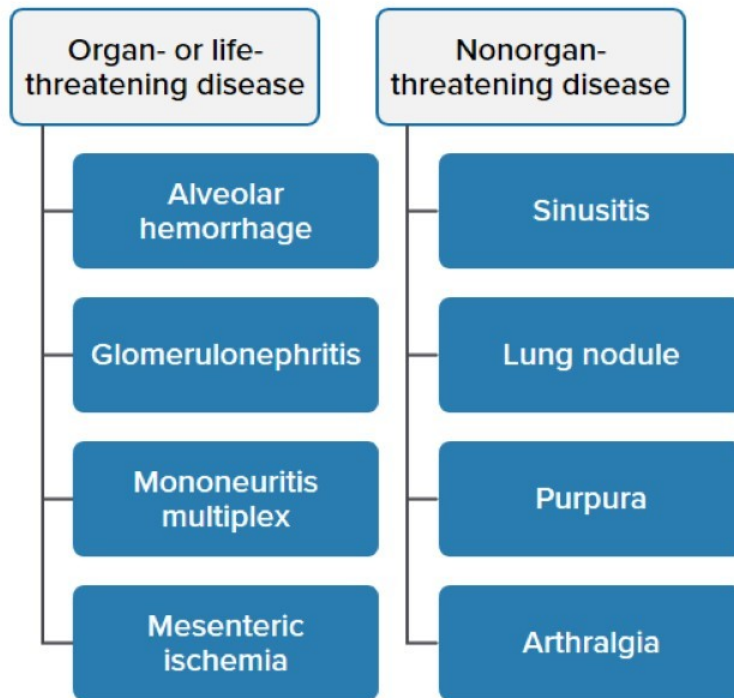 Organ- or life-
threatening disease
Alveolar
hemorrhage
Glomerulonephritis
Mononeuritis
multiplex
Mesenteric
ischemia
Nonorgan-
threatening disease
Sinusitis
Lung nodule
Purpura
Arthralgia